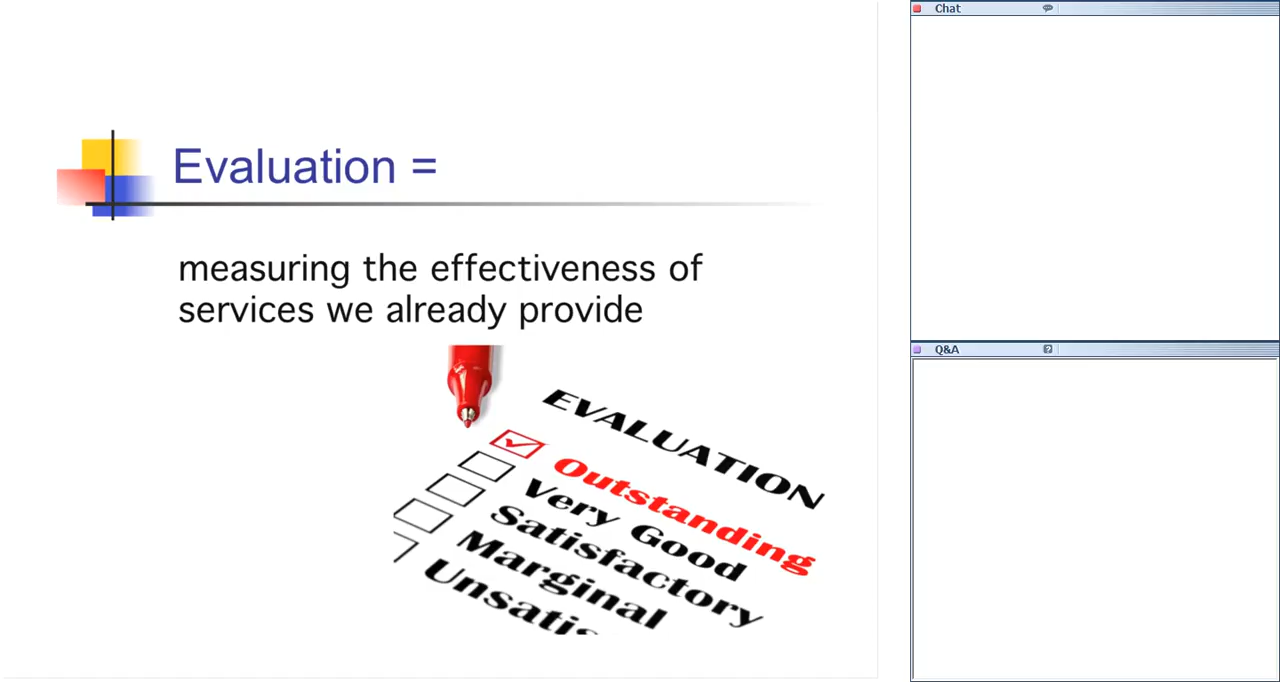 Evaluation =
measuring the effectiveness of
services we already provide
EVALUATION
Outstanding
Very Good
Satisfactory
Marginal
Chat
Q&A